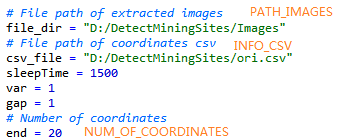 # File path of extracted images PATH_IMAGES
file_dir = "D:/DetectMiningSites/Images"
# File path of coordinates csv INFO_CSV
csv_file = "D:/DetectMiningSites/ori.csv"
sleepTime = 1500
var = 1
gap = 1
# Number of coordinates
end = 20 NUM_OF_COORDINATES